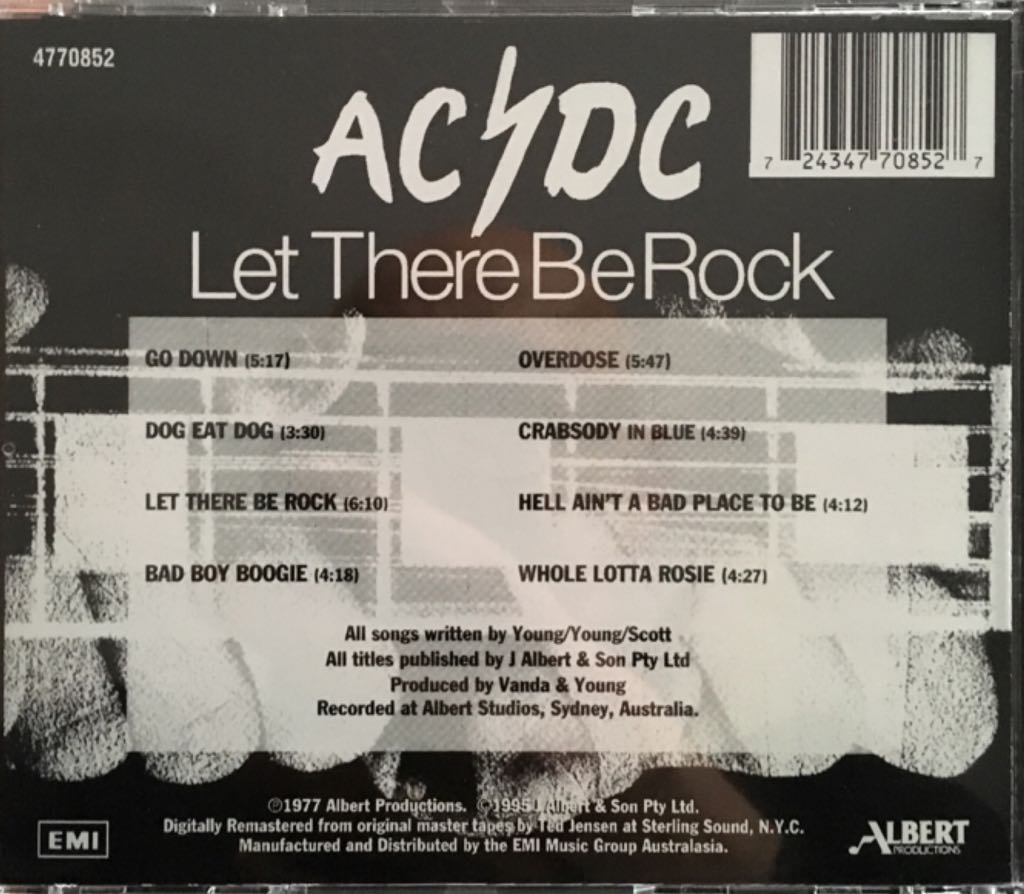 4770852
AC/DC
7 24347 70852 7
Let There Be Rock
GO DOWN (5:17)
DOG EAT DOG (3:30)
LET THERE BE ROCK (6:10)
BAD BOY BOOGIE (4:18)
OVERDOSE (5:47)
CRABSODY IN BLUE (4:39)
HELL AIN'T A BAD PLACE TO BE (4:12)
WHOLE LOTTA ROSIE (4:27)
All songs written by Young/Young/Scott
All titles published by J Albert & Son Pty Ltd
Produced by Vanda & Young
Recorded at Albert Studios, Sydney, Australia.
℗1977 Albert Productions. ©1995 J Albert & Son Pty Ltd.
Digitally Remastered from original master tapes by Ted Jensen at Sterling Sound, N.Y.C.
Manufactured and Distributed by the EMI Music Group Australasia.
EMI
ALBERT
PRODUCTIONS